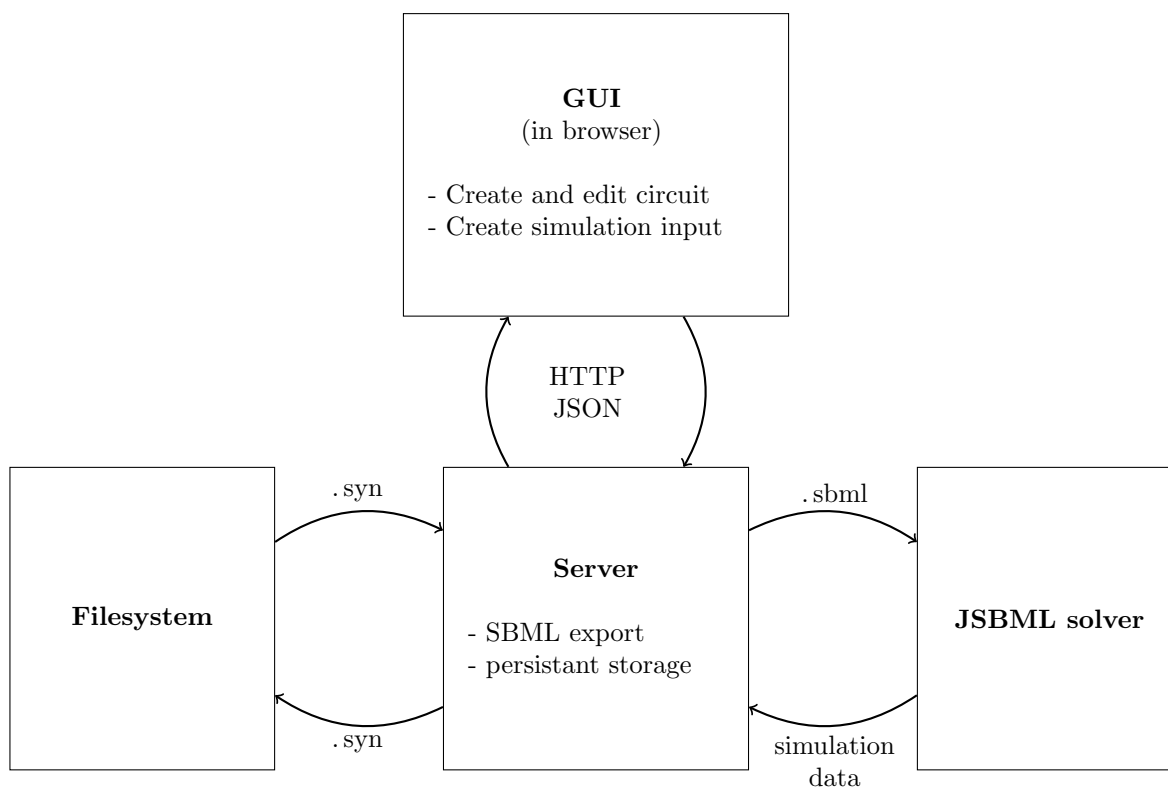 GUI
(in browser)
- Create and edit circuit
- Create simulation input
HTTP
JSON
.syn
.sbml
Filesystem
Server
- SBML export
- persistant storage
JSBML solver
.syn
simulation
data